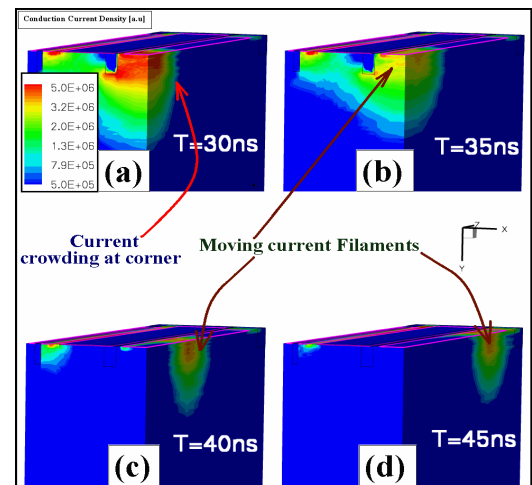 Conduction Current Density [a.u]
5.0E+06
3.2E+06
2.0E+06
1.3E+06
7.9E+05
5.0E+05
(a)
T=30ns
(b)
T=35ns
Current
crowding at corner
Moving current Filaments
Z
X
Y
(c)
T=40ns
(d)
T=45ns